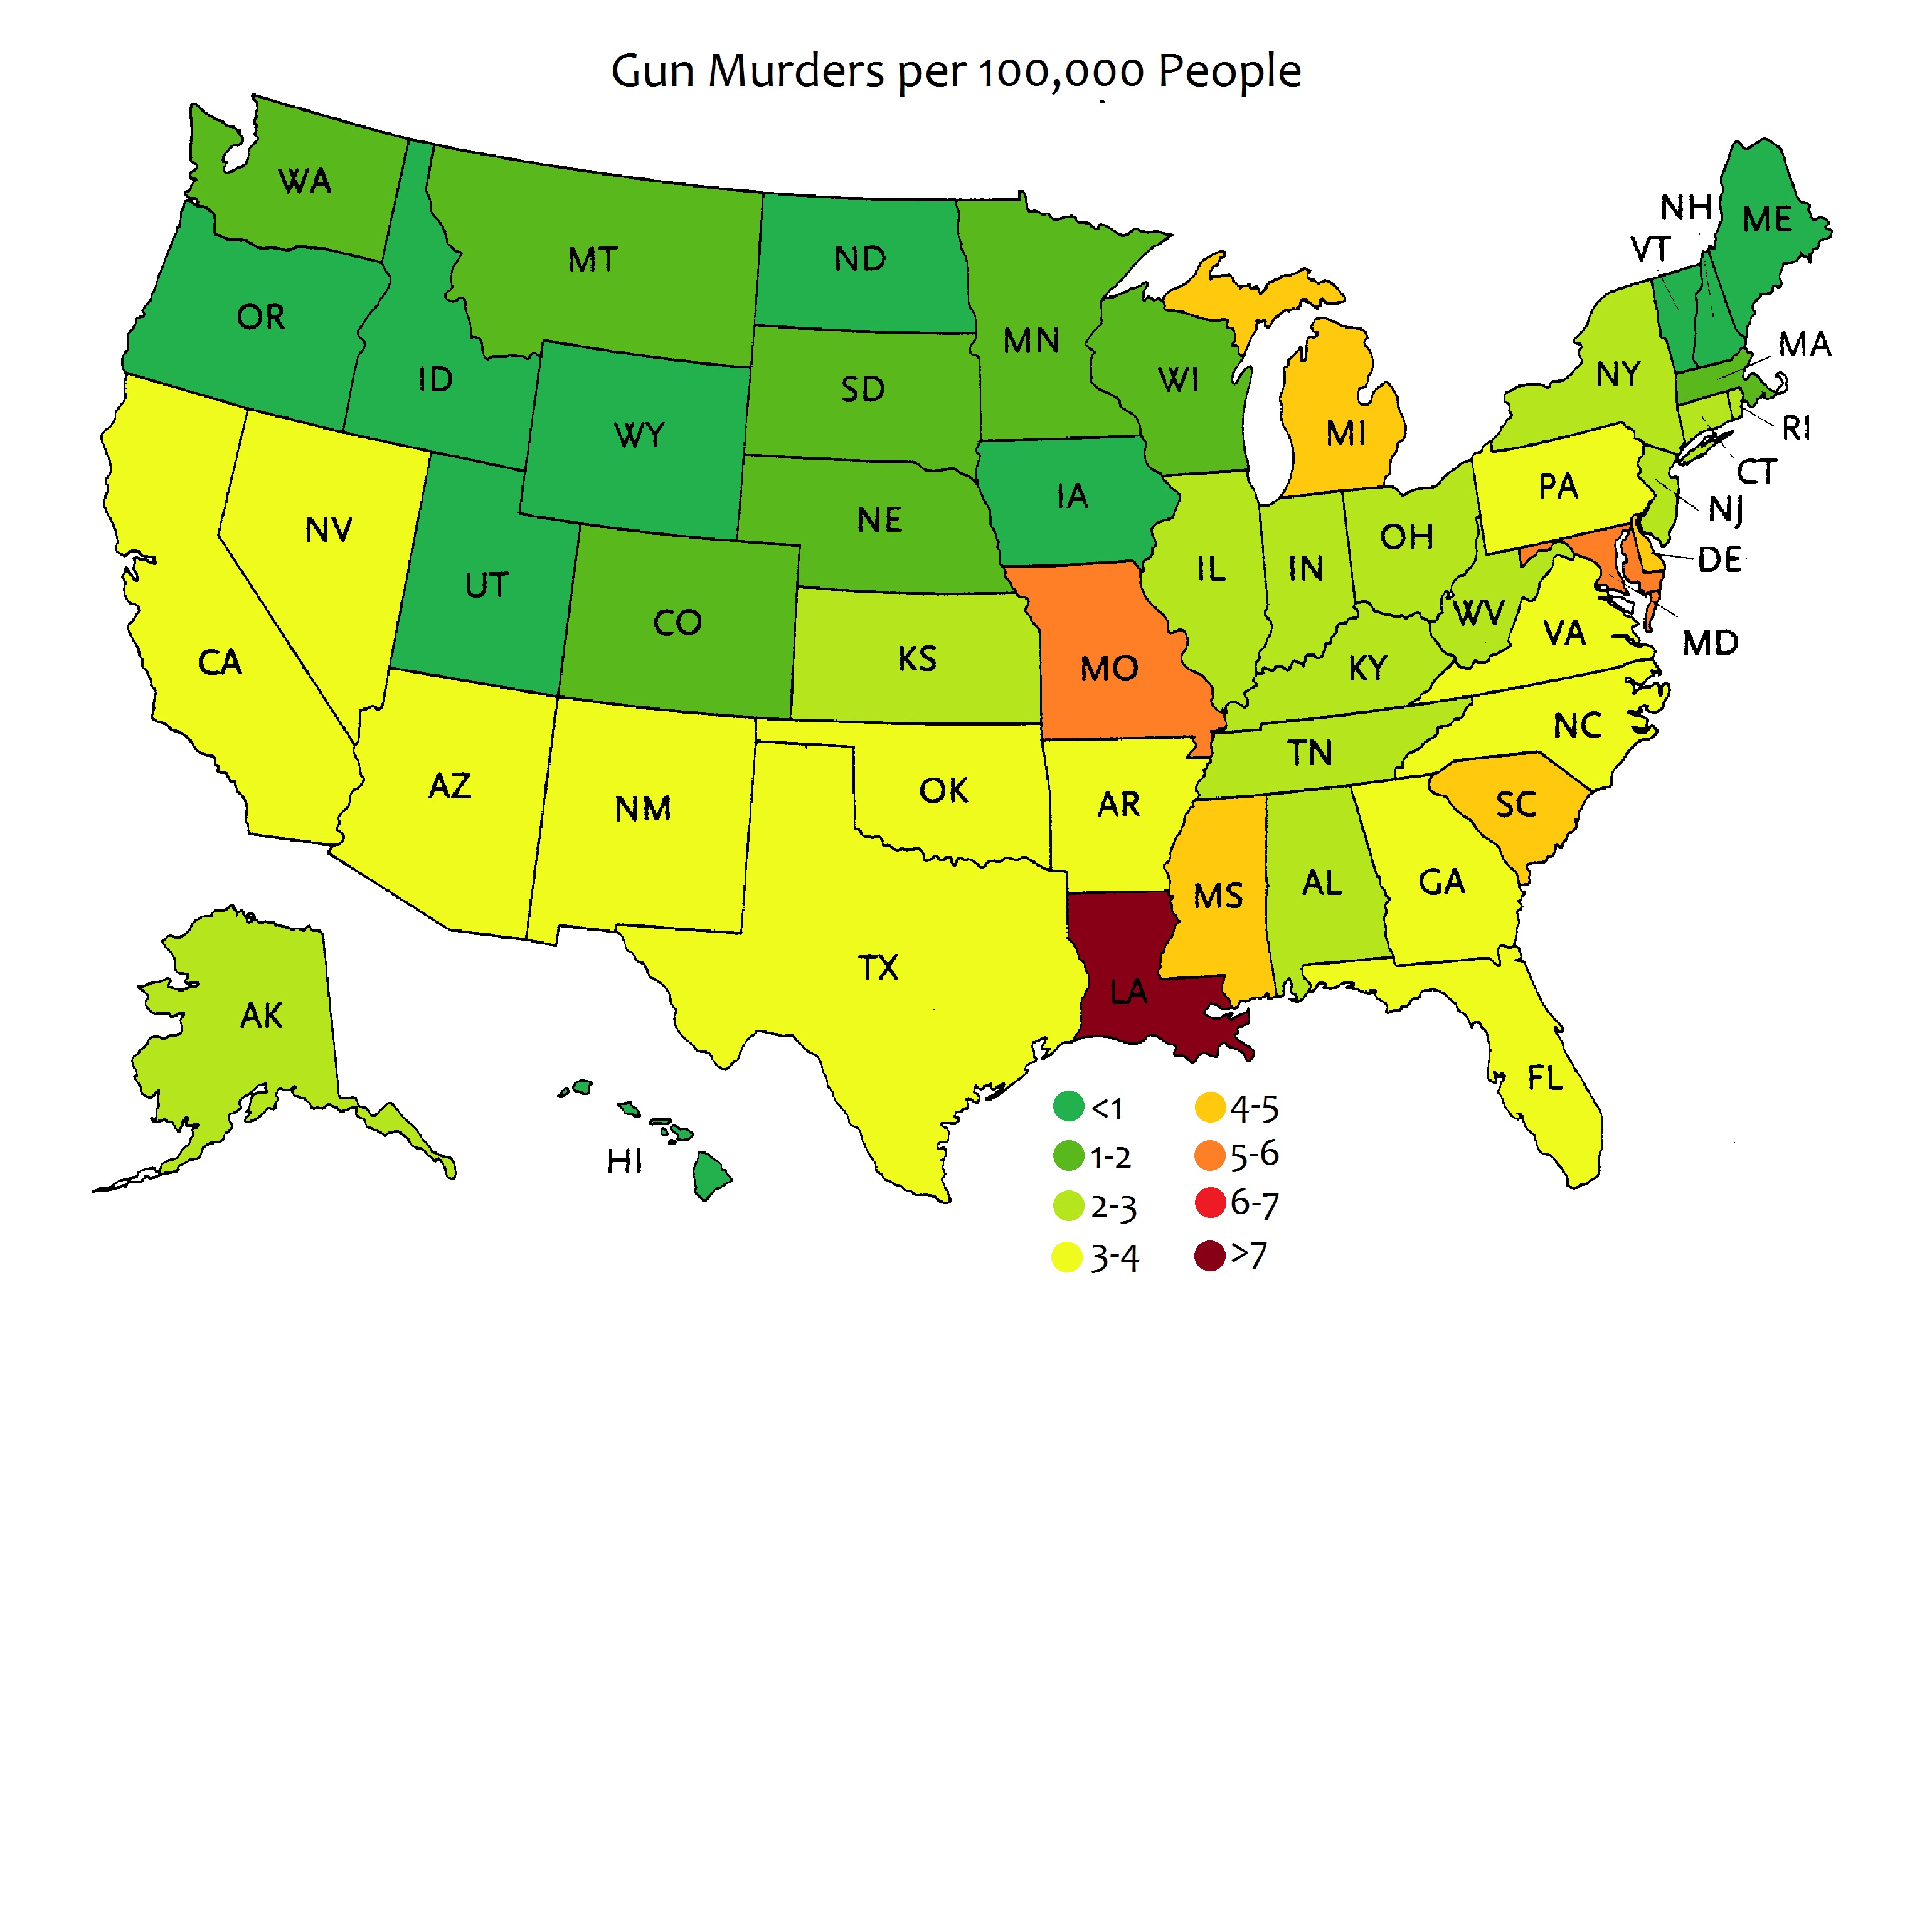 Gun Murders per 100,000 People
WA
MT
ND
MN
OR
ID
SD
WI
WY
NH
VT
ME
MI
NY
MA
RI
CT
NJ
PA
DE
MD
IA
NE
NV
UT
CO
KS
MO
IL
IN
OH
WV
VA
KY
CA
AZ
NM
OK
AR
TN
NC
SC
MS
AL
GA
TX
LA
FL
AK
HI
<1
1-2
2-3
3-4
4-5
5-6
6-7
>7